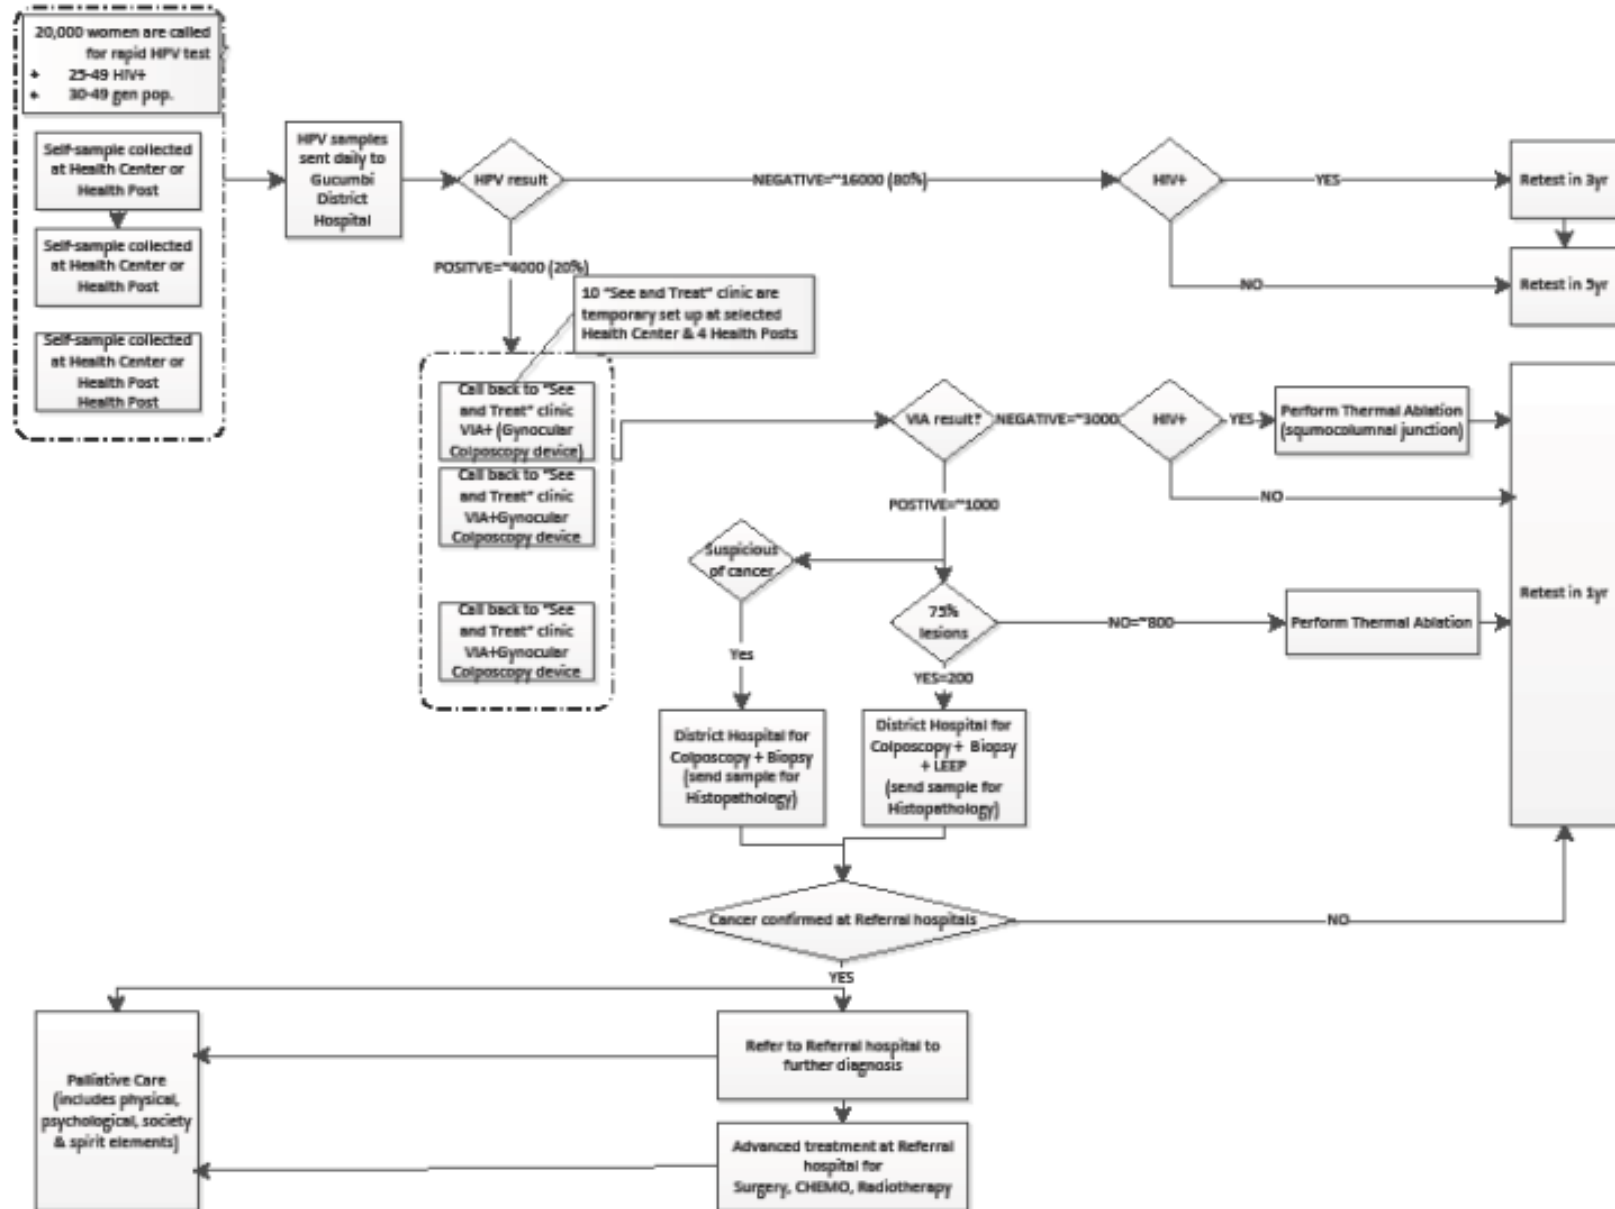 20,000 women are called
for rapid HPV test
25-49 HIV+
30-49 gen pop.
Self-sample collected
at Health Center or
Health Post
Self-sample collected
at Health Center or
Health Post
Self-sample collected
at Health Center or
Health Post
Health Post
HPV samples
sent daily to
Gucumbi
District
Hospital
HPV result
NEGATIVE=~16000 (80%)
HIV+
YES
Retest in 3yr
NO
Retest in 5yr
POSITVE=~4000 (20%)
10 "See and Treat" clinic are
temporary set up at selected
Health Center & 4 Health Posts
Call back to "See
and Treat" clinic
VIA+ (Gynocular
Colposcopy device)
Call back to "See
and Treat" clinic
VIA+Gynocular
Colposcopy device
Call back to "See
and Treat" clinic
VIA+Gynocular
Colposcopy device
VIA result?
NEGATIVE=~3000
HIV+
YES
Perform Thermal Ablation
(squmocolumnal junction)
NO
Retest in 1yr
POSTIVE=~1000
Suspicious
of cancer
75%
lesions
NO=~800
Perform Thermal Ablation
Yes
YES=200
District Hospital for
Colposcopy + Biopsy
(send sample for
Histopathology)
District Hospital for
Colposcopy + Biopsy
+ LEEP
(send sample for
Histopathology)
Cancer confirmed at Referral hospitals
NO
YES
Palliative Care
(includes physical,
psychological, society
& spirit elements)
Refer to Referral hospital to
further diagnosis
Advanced treatment at Referral
hospital for
Surgery, CHEMO, Radiotherapy